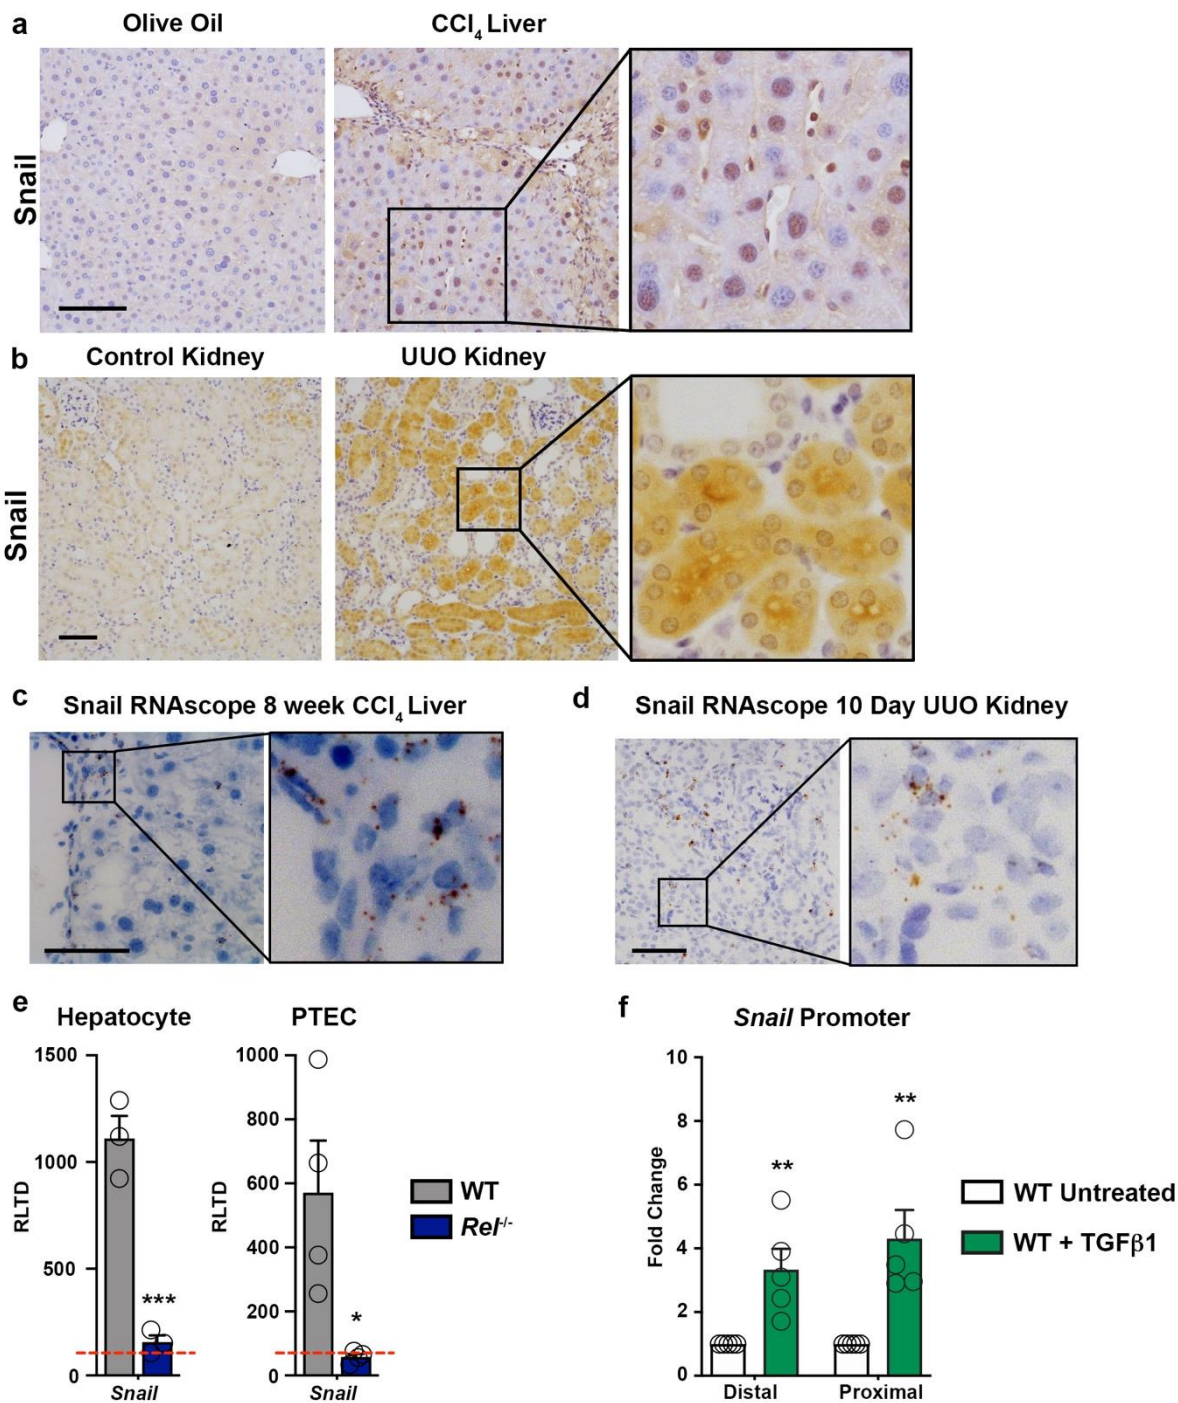 a
Olive Oil
CCl4 Liver
Snail
b
Control Kidney
UUO Kidney
Snail
c
Snail RNAscope 8 week CCl4 Liver
d
Snail RNAscope 10 Day UUO Kidney
e
Hepatocyte
PTEC
1500
1000
500
0
RLTD
***
Snail
1000
800
600
400
200
0
RLTD
*
Snail
WT
Rel-/-
f
Snail Promoter
10
8
6
4
2
0
Fold Change
**
**
Distal
Proximal
WT Untreated
WT + TGFβ1